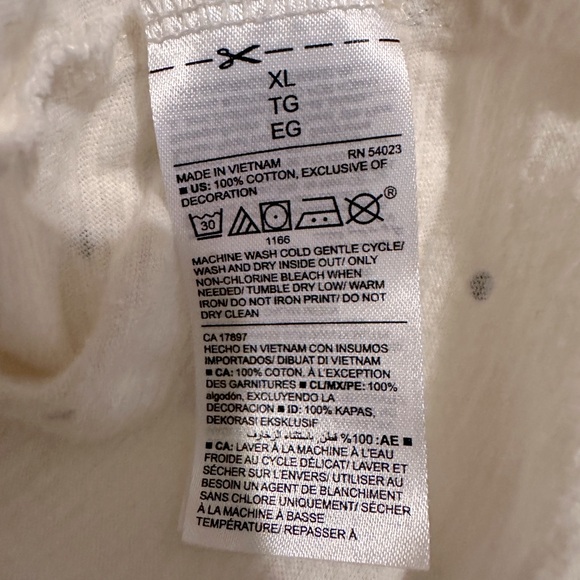 XL
TG
EG
MADE IN VIETNAM RN 54023
■ US: 100% COTTON, EXCLUSIVE OF
DECORATION
30
®
1166
MACHINE WASH COLD GENTLE CYCLE/
WASH AND DRY INSIDE OUT/ ONLY
NON-CHLORINE BLEACH WHEN
NEEDED/ TUMBLE DRY LOW/ WARM
IRON/ DO NOT IRON PRINT/ DO NOT
DRY CLEAN
CA 17897
HECHO EN VIETNAM CON INSUMOS
IMPORTADOS/ DIBUAT DI VIETNAM
■ CA: 100% COTON. À L'EXCEPTION
DES GARNITURES ■ CL/MX/PE: 100%
algodón, EXCLUYENDO LA
DECORACION ■ ID: 100% KAPAS,
DEKORASI EKSKLUSIF
■ AE: 100% قطن, باستثناء الزخارف
■ CA: LAVER À LA MACHINE À L'EAU
FROIDE AU CYCLE DÉLICAT/ LAVER ET
SÉCHER SUR L'ENVERS/ UTILISER AU
BESOIN UN AGENT DE BLANCHIMENT
SANS CHLORE UNIQUEMENT/ SÉCHER
À LA MACHINE À BASSE
TEMPÉRATURE/ REPASSER À